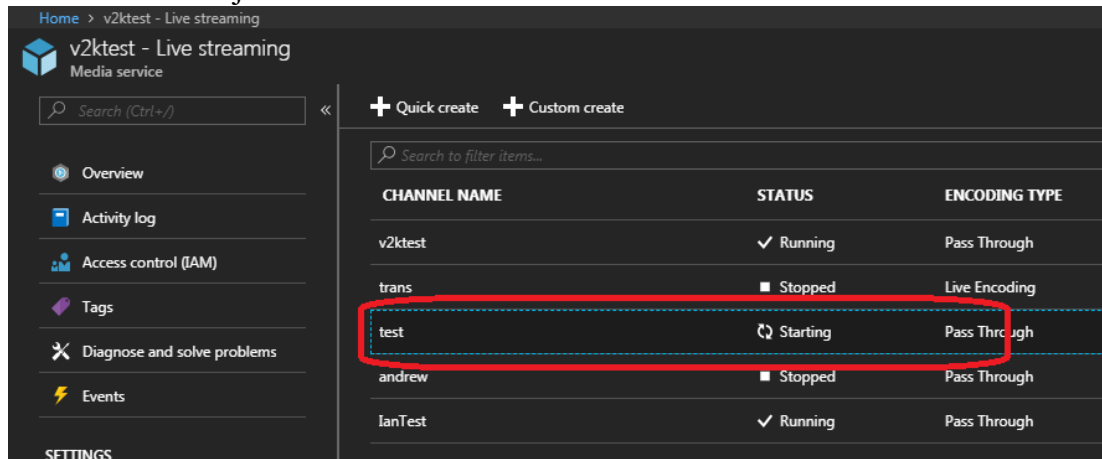 Home > v2ktest - Live streaming
v2ktest - Live streaming
Media service
Search (Ctrl+/)
«
Quick create Custom create
Search to filter items...
CHANNEL NAME STATUS ENCODING TYPE
v2ktest Running Pass Through
trans Stopped Live Encoding
test Starting Pass Through
andrew Stopped Pass Through
IanTest Running Pass Through
Overview
Activity log
Access control (IAM)
Tags
Diagnose and solve problems
Events
SETTINGS